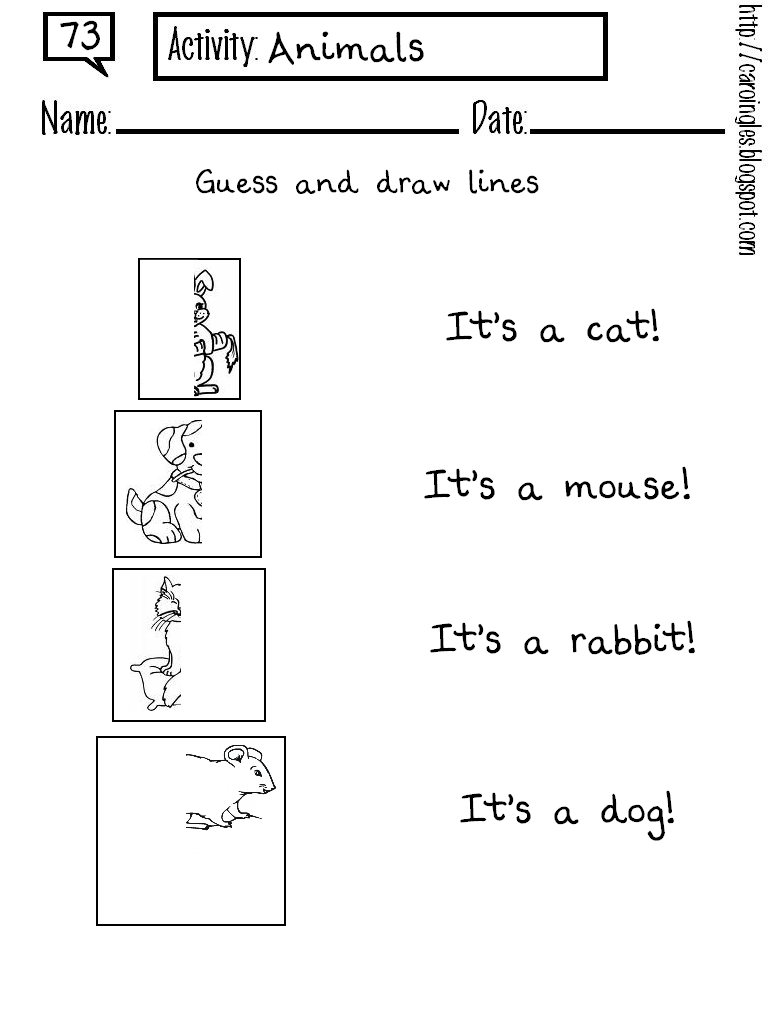 73
Activity: Animals
Name:
Date:
Guess and draw lines
It's a cat!
It's a mouse!
It's a rabbit!
It's a dog!
http://caroingles.blogspot.com